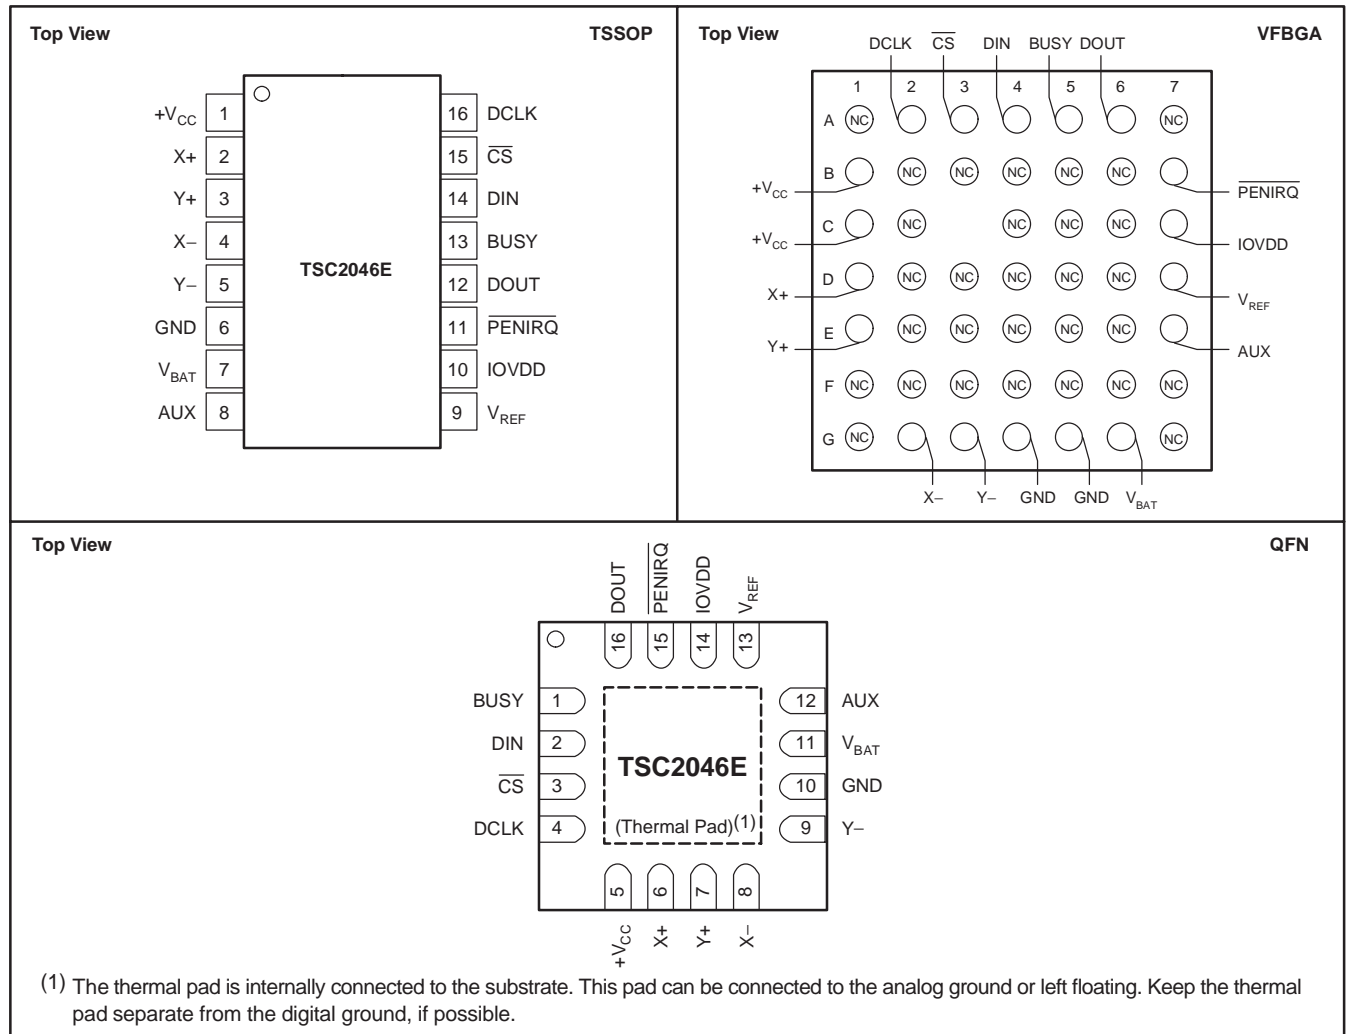 Top View TSSOP
+VCC 1 16 DCLK
X+ 2 15 CS
Y+ 3 14 DIN
X− 4 13 BUSY
TSC2046E
Y− 5 12 DOUT
GND 6 11 PENIRQ
VBAT 7 10 IOVDD
AUX 8 9 VREF
Top View VFBGA
DCLK CS DIN BUSY DOUT
1 2 3 4 5 6 7
A NC NC
B NC NC NC NC NC
+VCC PENIRQ
C NC NC NC NC
+VCC IOVDD
D NC NC NC NC NC
X+ VREF
E NC NC NC NC NC
Y+ AUX
F NC NC NC NC NC NC NC
G NC NC
X− Y− GND GND VBAT
Top View QFN
DOUT PENIRQ IOVDD VREF
16 15 14 13
BUSY 1 12 AUX
DIN 2 11 VBAT
TSC2046E
CS 3 10 GND
DCLK 4 (Thermal Pad)(1) 9 Y−
5 6 7 8
+VCC X+ Y+ X−
(1) The thermal pad is internally connected to the substrate. This pad can be connected to the analog ground or left floating. Keep the thermal
pad separate from the digital ground, if possible.